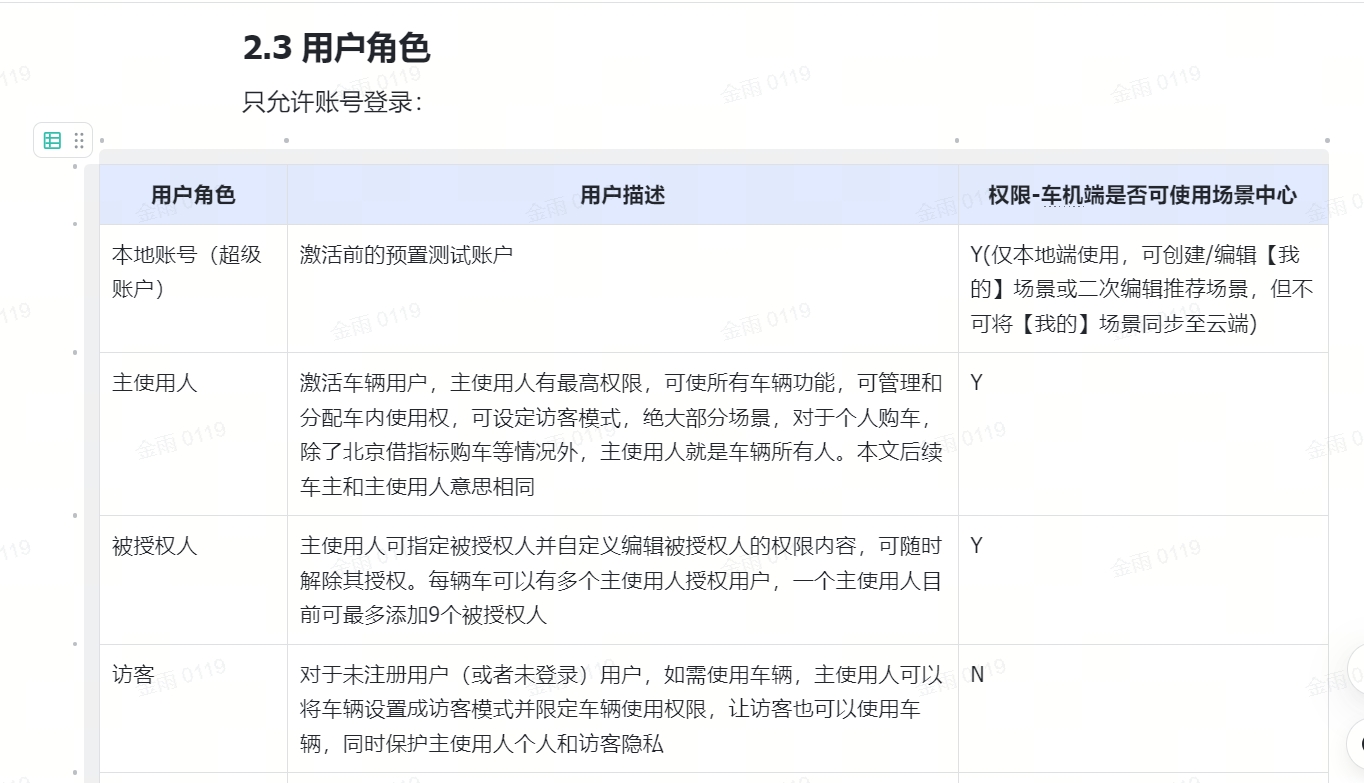 2.3 用户角色
只允许账号登录：
用户角色
用户描述
权限-车机端是否可使用场景中心
本地账号（超级
账户）
激活前的预置测试账户
Y(仅本地端使用，可创建/编辑【我
的】场景或二次编辑推荐场景，但不
可将【我的】场景同步至云端)
主使用人
激活车辆用户，主使用人有最高权限，可使所有车辆功能，可管理和
分配车内使用权，可设定访客模式，绝大部分场景，对于个人购车，
除了北京借指标购车等情况外，主使用人就是车辆所有人。本文后续
车主和主使用人意思相同
Y
被授权人
主使用人可指定被授权人并自定义编辑被授权人的权限内容，可随时
解除其授权。每辆车可以有多个主使用人授权用户，一个主使用人目
前可最多添加9个被授权人
Y
访客
对于未注册用户（或者未登录）用户，如需使用车辆，主使用人可以
将车辆设置成访客模式并限定车辆使用权限，让访客也可以使用车
辆，同时保护主使用人个人和访客隐私
N
金雨 0119